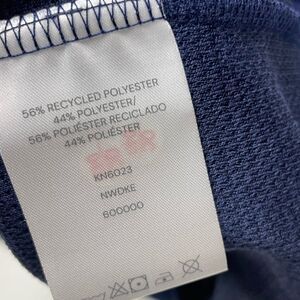 56% RECYCLED POLYESTER
44% POLYESTER/
56% POLIÉSTER RECICLADO
44% POLIÉSTER
KN6023
NWDKE
600000